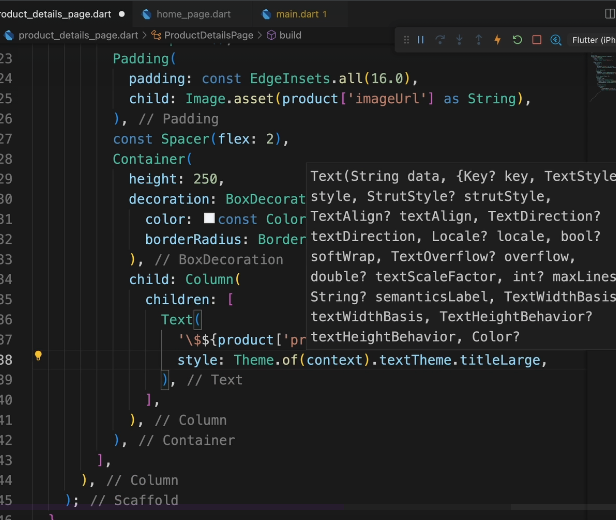 roduct_details_page.dart ● home_page.dart main.dart 1
product_details_page.dart > ProductDetailsPage > build
Flutter (iPh
23 Padding(
24 padding: const EdgeInsets.all(16.0),
25 child: Image.asset(product['imageUrl'] as String),
26 ), // Padding
27 const Spacer(flex: 2),
28 Container(
29 height: 250,
30 decoration: BoxDecorat
31 color: const Color
32 borderRadius: Border
33 ), // BoxDecoration
34 child: Column(
35 children: [
36 Text(
37 '\$${product['pr
38 style: Theme.of(context).textTheme.titleLarge,
39 ), // Text
40 ],
41 ), // Column
42 ), // Container
43 ],
44 ), // Column
45 ); // Scaffold
46 }
Text(String data, {Key? key, TextStyle
style, StrutStyle? strutStyle,
TextAlign? textAlign, TextDirection?
textDirection, Locale? locale, bool?
softWrap, TextOverflow? overflow,
double? textScaleFactor, int? maxLines
String? semanticsLabel, TextWidthBasis
textWidthBasis, TextHeightBehavior?
textHeightBehavior, Color?